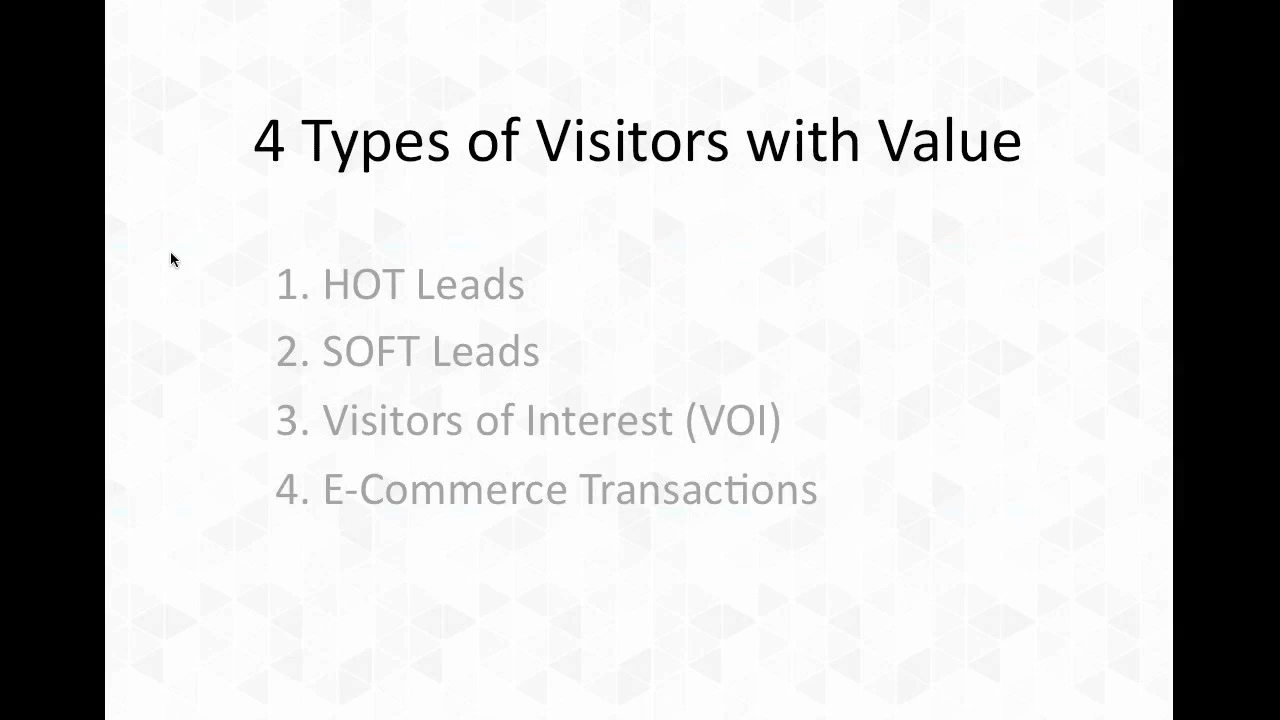 4 Types of Visitors with Value
1. HOT Leads
2. SOFT Leads
3. Visitors of Interest (VOI)
4. E-Commerce Transactions